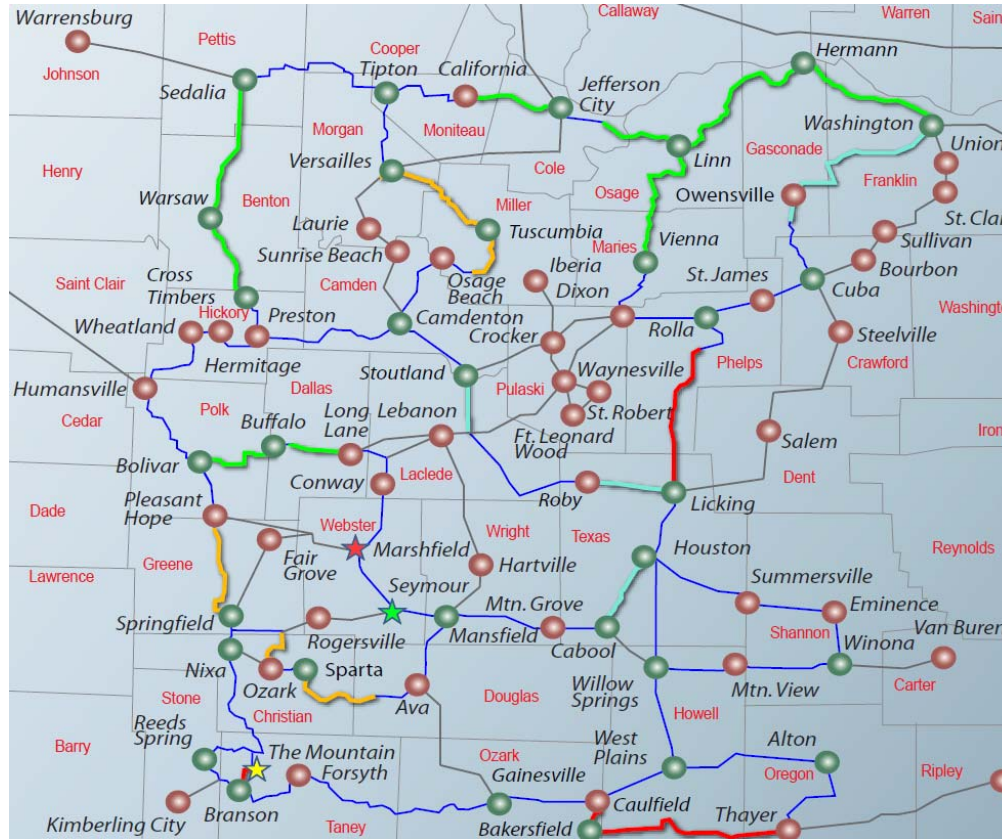 Callaway
Warren
Sain
Warrensburg
Pettis
Cooper
Hermann
Johnson
Tipton
California
Jefferson
City
Sedalia
Morgan
Moniteau
Washington
Union
Versailles
Cole
Linn
Gasconade
Henry
Osage
Owensville
Franklin
Benton
Miller
Warsaw
Laurie
Tuscumbia
Maries
Vienna
St. Clai
Sullivan
Sunrise Beach
Iberia
St. James
Bourbon
Saint Clair
Cross
Timbers
Camden
Osage
Beach
Dixon
Cuba
Washingto
Hickory
Preston
Wheatland
Camdenton
Rolla
Steelville
Hermitage
Crocker
Phelps
Crawford
Stoutland
Waynesville
Humansville
Dallas
Pulaski
Cedar
Polk
Long
Lane
Lebanon
St. Robert
Buffalo
Ft. Leonard
Wood
Salem
Iron
Bolivar
Laclede
Dent
Conway
Roby
Licking
Pleasant
Hope
Dade
Webster
Wright
Texas
Marshfield
Houston
Greene
Fair
Grove
Hartville
Reynolds
Lawrence
Seymour
Summersville
Mtn. Grove
Eminence
Springfield
Rogersville
Mansfield
Shannon
Van Buren
Cabool
Winona
Nixa
Sparta
Ozark
Willow
Springs
Mtn. View
Carter
Stone
Christian
Ava
Douglas
Howell
Reeds
Spring
Barry
The Mountain
West
Plains
Alton
Forsyth
Ozark
Gainesville
Oregon
Ripley
Kimberling City
Branson
Taney
Caulfield
Bakersfield
Thayer